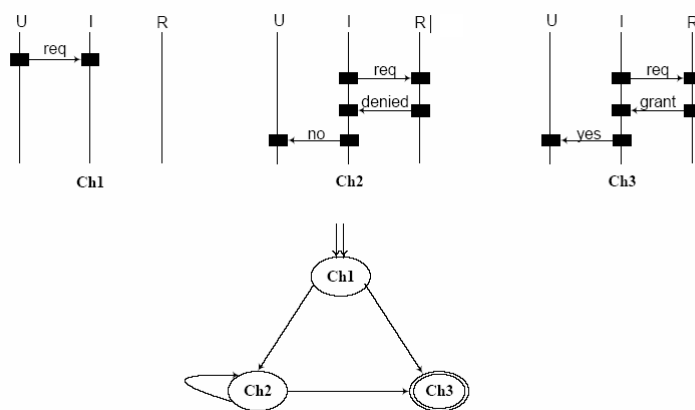 U I R
req
Ch1
U I R
req
denied
no
Ch2
U I R
req
grant
yes
Ch3
Ch1
Ch2
Ch3